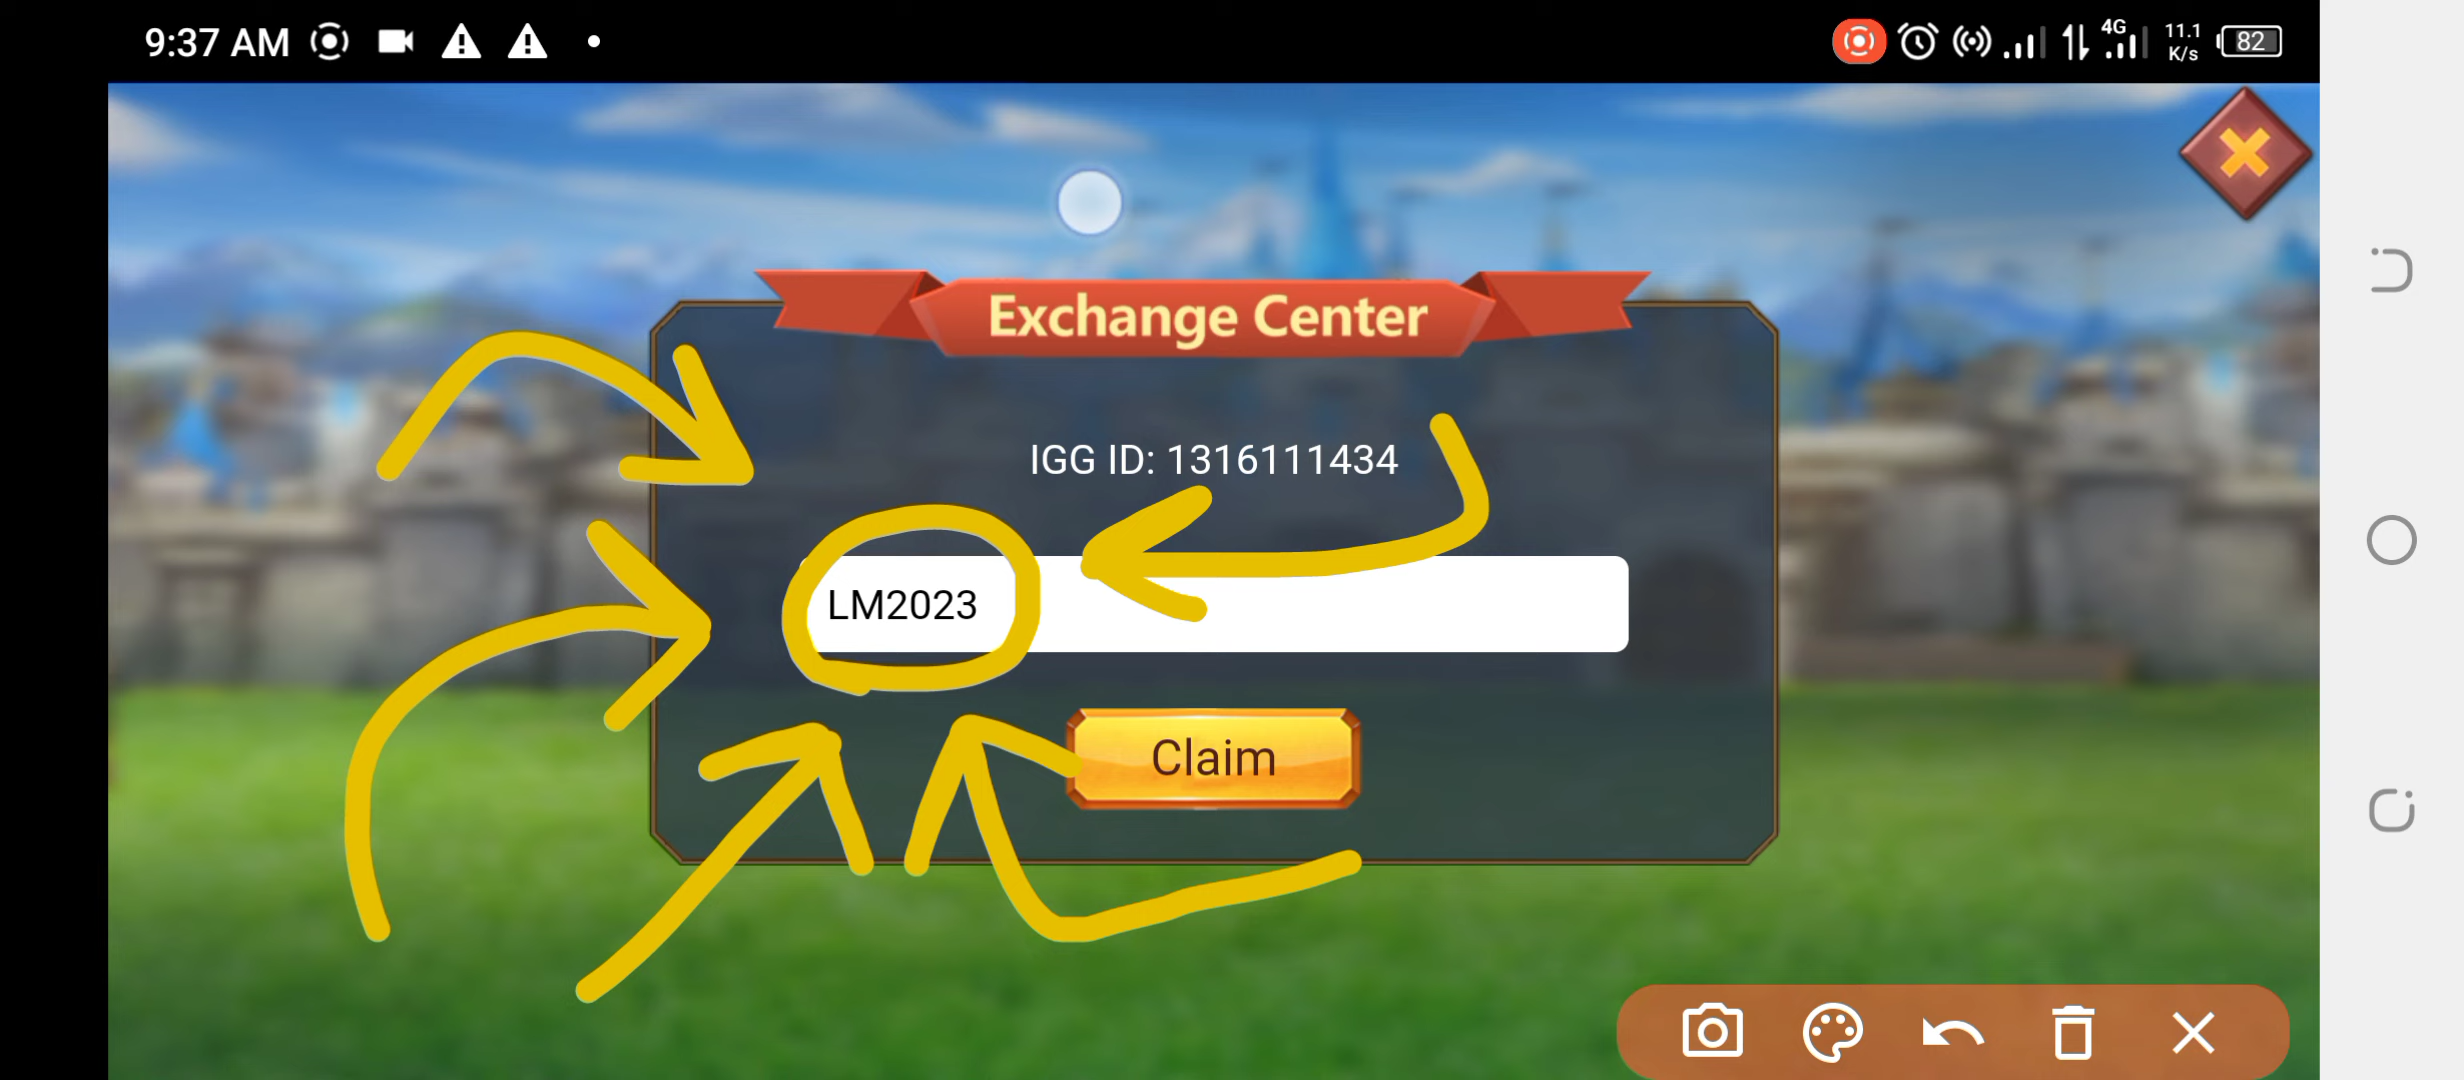 9:37 AM
4G
11.1
K/s
82
Exchange Center
IGG ID: 1316111434
LM2023
Claim